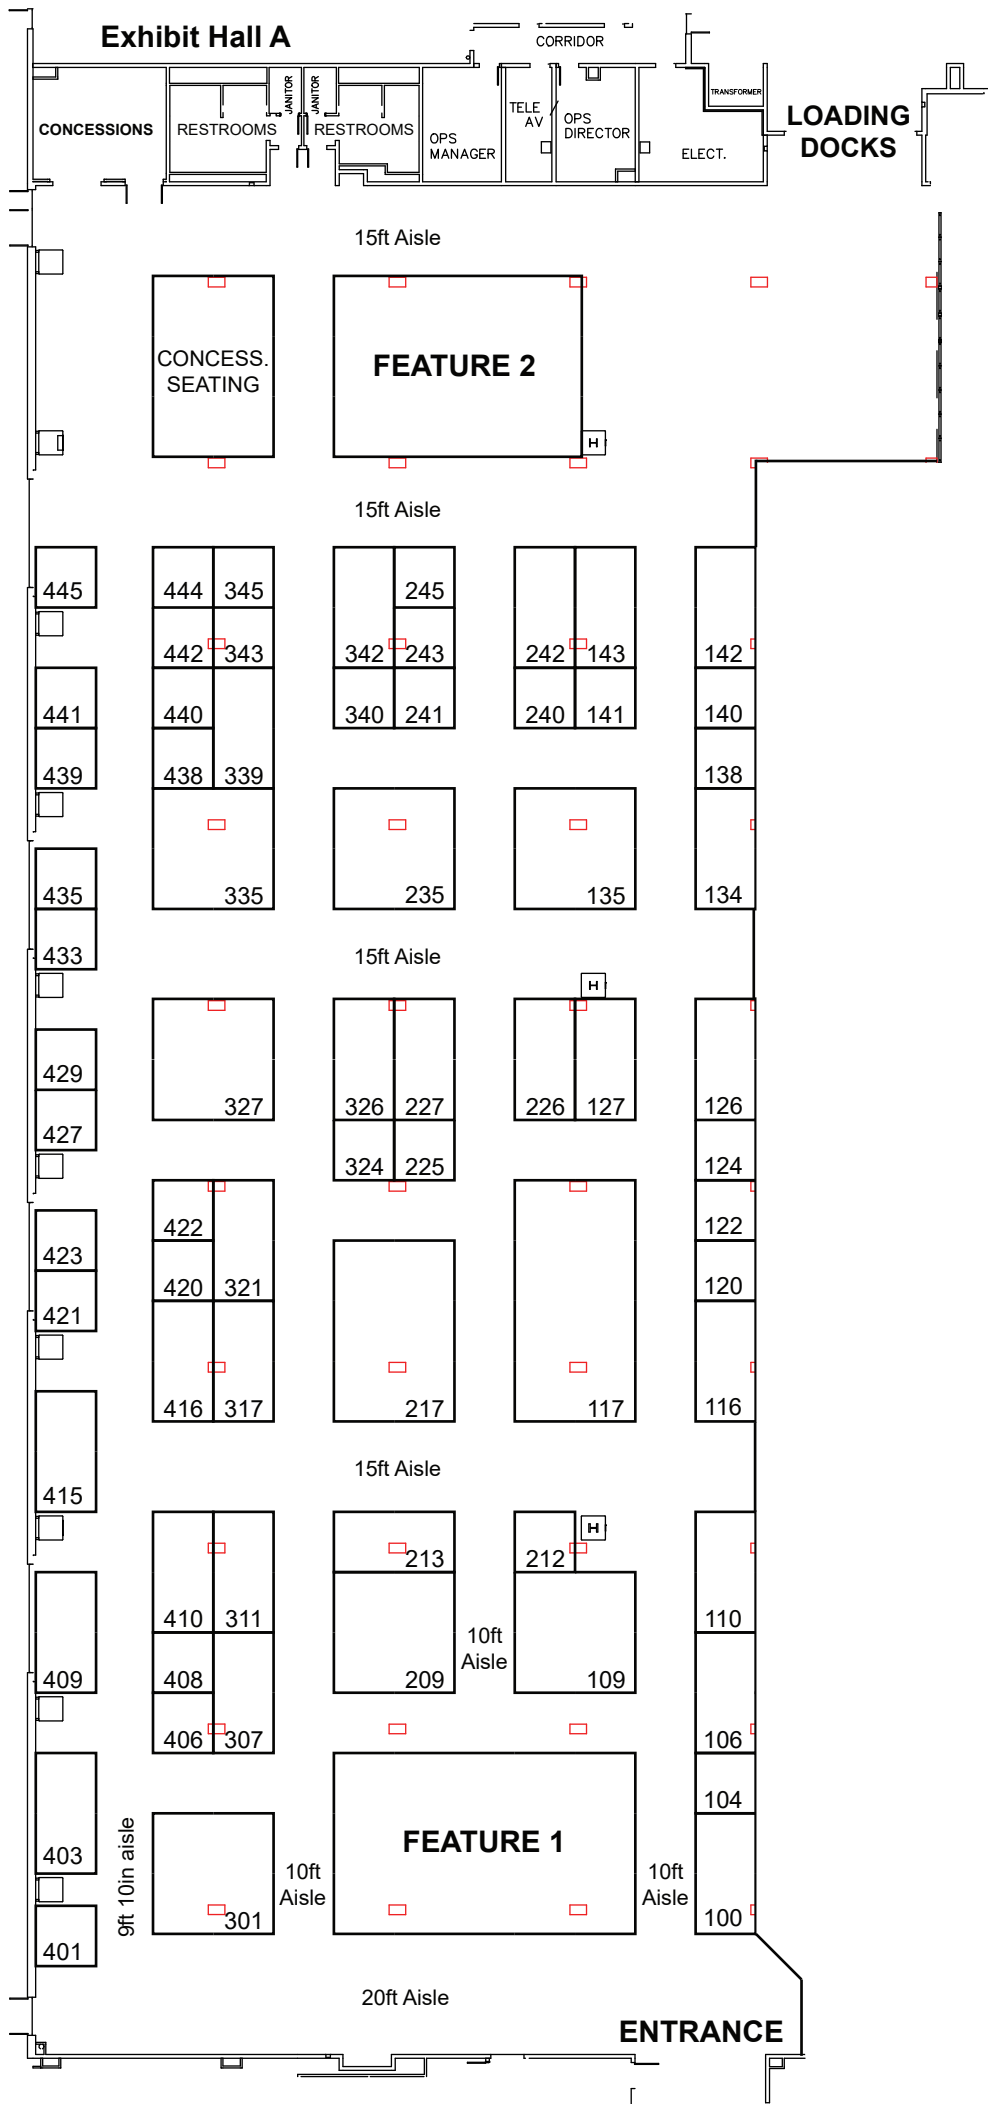 Exhibit Hall A
CORRIDOR
CONCESSIONS
RESTROOMS
JANITOR
JANITOR
RESTROOMS
OPS
MANAGER
TELE
AV
OPS
DIRECTOR
ELECT.
TRANSFORMER
LOADING
DOCKS
15ft Aisle
CONCESS.
SEATING
FEATURE 2
H
15ft Aisle
445
444
345
245
442
343
342
243
242
143
142
441
440
340
241
240
141
140
439
438
339
138
335
235
135
134
435
433
15ft Aisle
H
429
327
326
227
226
127
126
427
324
225
124
422
122
423
420
321
120
421
416
317
217
117
116
415
15ft Aisle
H
213
212
410
311
110
10ft
Aisle
409
408
209
109
406
307
106
104
403
9ft 10in aisle
FEATURE 1
10ft
Aisle
10ft
Aisle
301
100
401
20ft Aisle
ENTRANCE